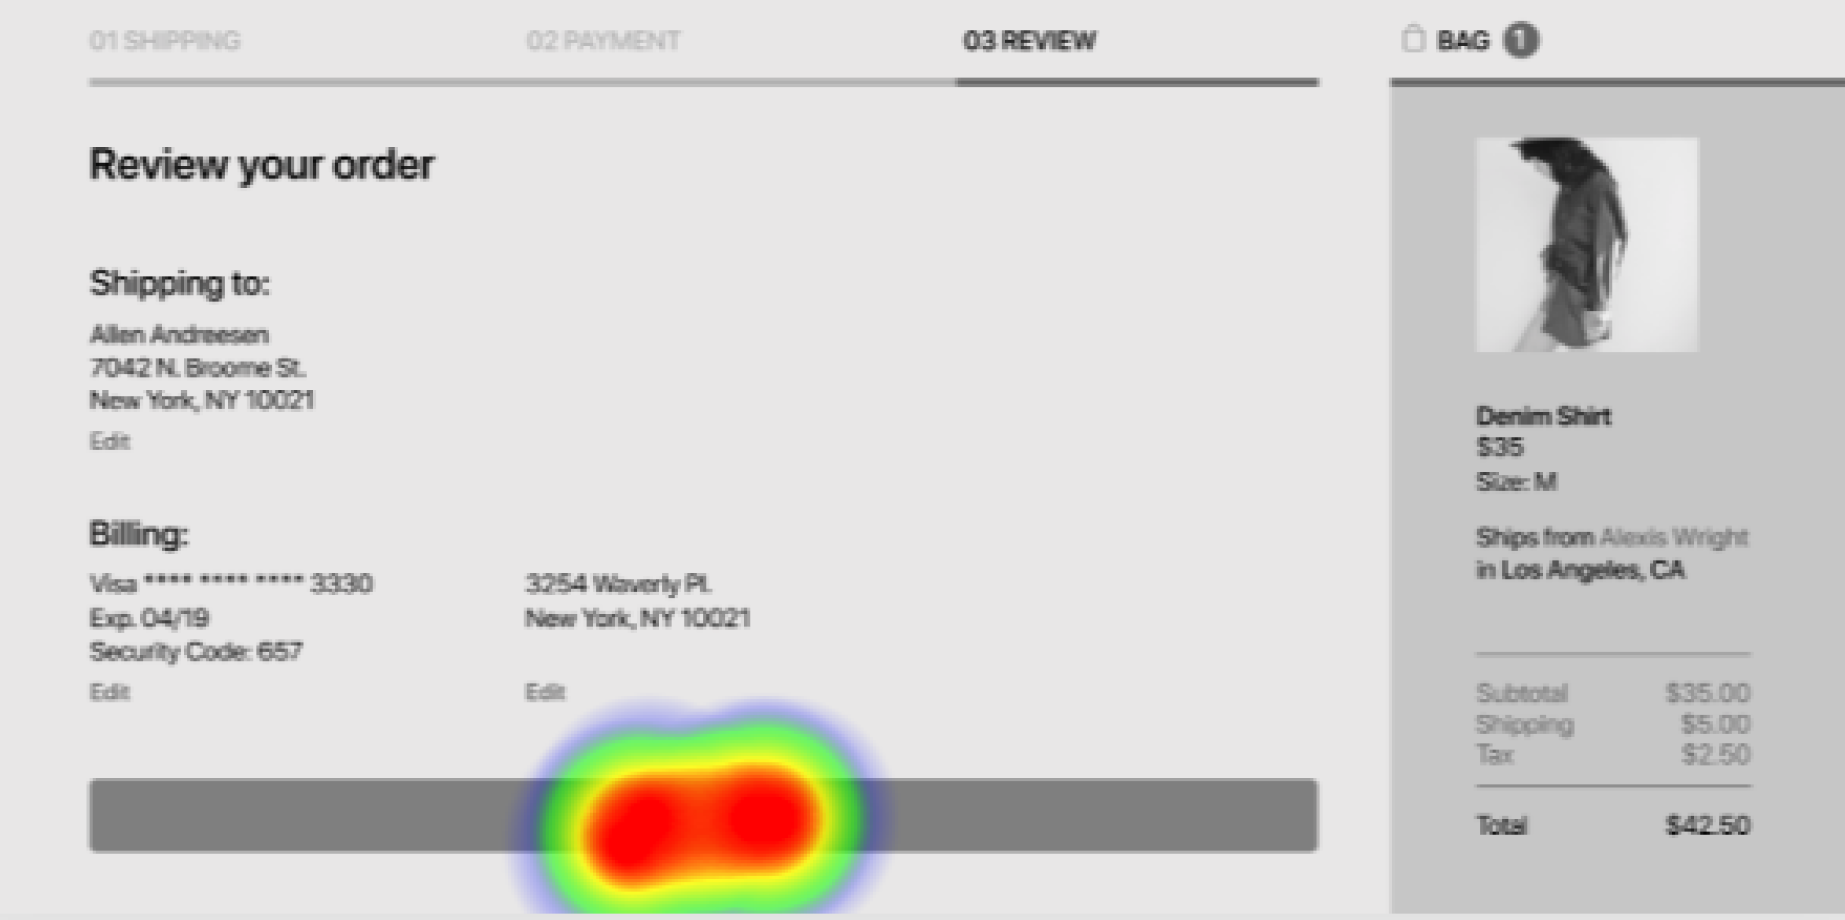 01 SHIPPING
02 PAYMENT
03 REVIEW
BAG 1
Review your order
Shipping to:
Allen Andreesen
7042 N. Broome St.
New York, NY 10021
Edit
Billing:
Visa **** **** **** 3330
Exp. 04/19
Security Code: 657
Edit
3254 Waverly Pl.
New York, NY 10021
Edit
Denim Shirt
$35
Size: M
Ships from Alexis Wright
in Los Angeles, CA
Subtotal $35.00
Shipping $5.00
Tax $2.50
Total $42.50